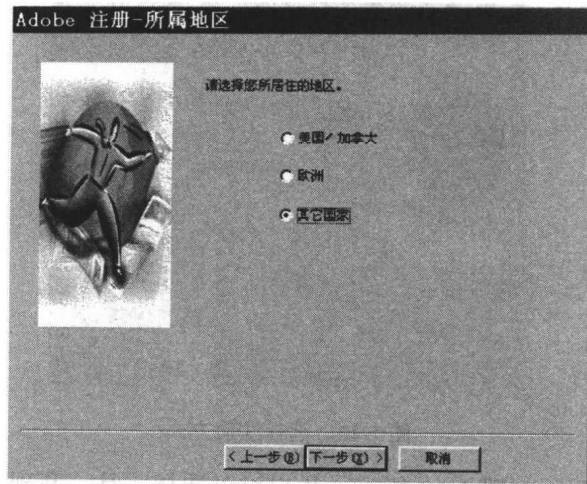 Adobe 注册-所属地区
请选择您所居住的地区。
美国/加拿大
欧洲
其它国家
<上一步(B) 下一步(X)> 取消